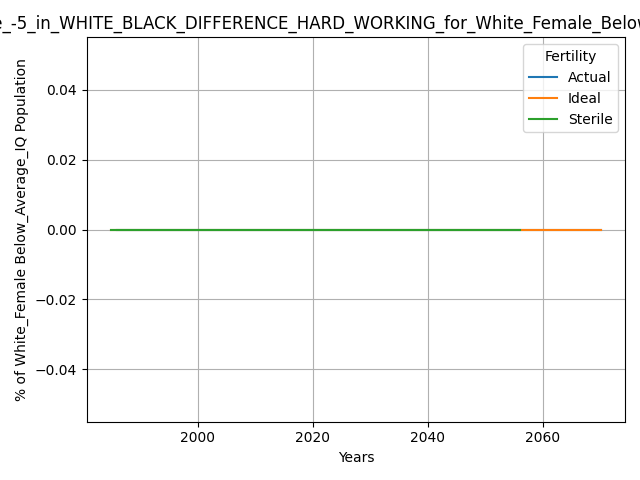 e_-5_in_WHITE_BLACK_DIFFERENCE_HARD_WORKING_for_White_Female_Below
% of White_Female Below_Average_IQ Population
0.04
0.02
0.00
−0.02
−0.04
Fertility
Actual
Ideal
Sterile
2000
2020
2040
2060
Years